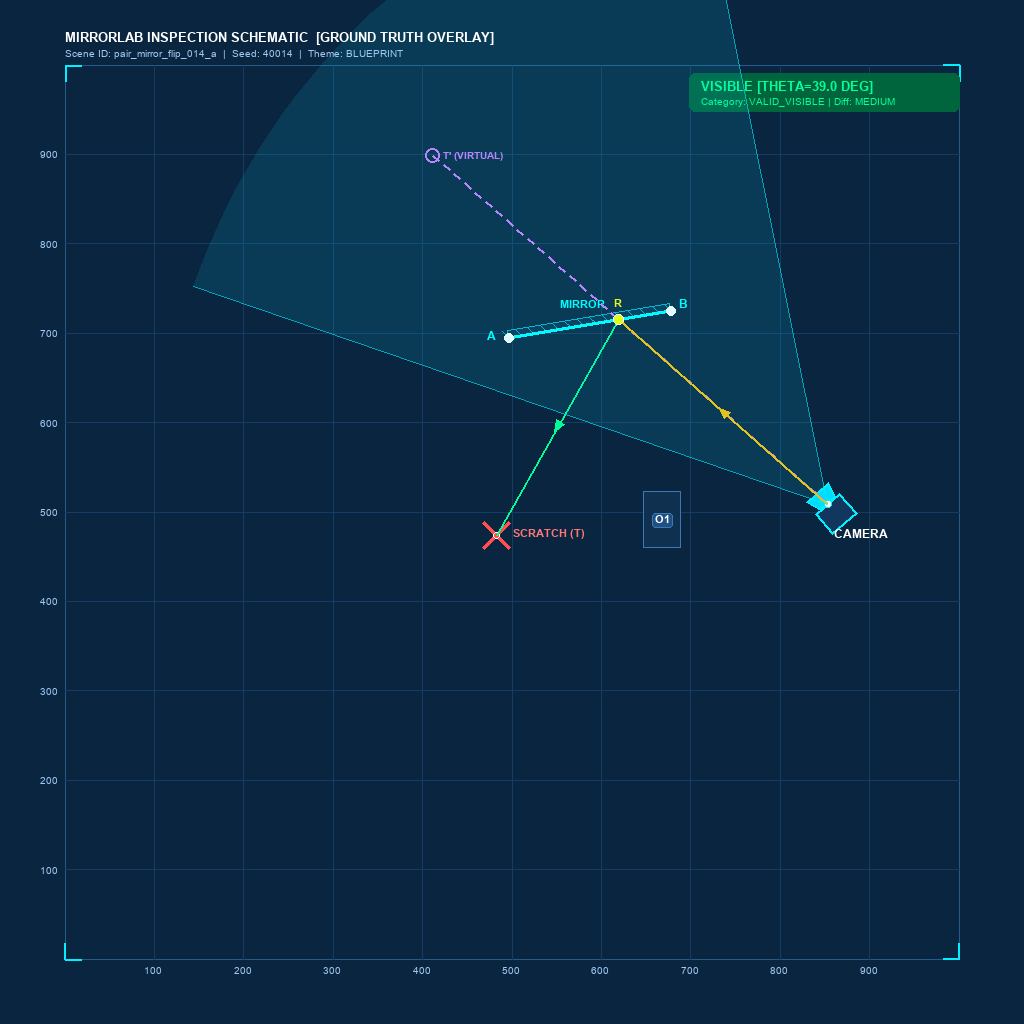 MIRRORLAB INSPECTION SCHEMATIC [GROUND TRUTH OVERLAY]
Scene ID: pair_mirror_flip_014_a | Seed: 40014 | Theme: BLUEPRINT
VISIBLE [THETA=39.0 DEG]
Category: VALID_VISIBLE | Diff: MEDIUM
900
T' (VIRTUAL)
800
MIRROR R B
700
A
600
500
O1
SCRATCH (T)
CAMERA
400
300
200
100
100 200 300 400 500 600 700 800 900